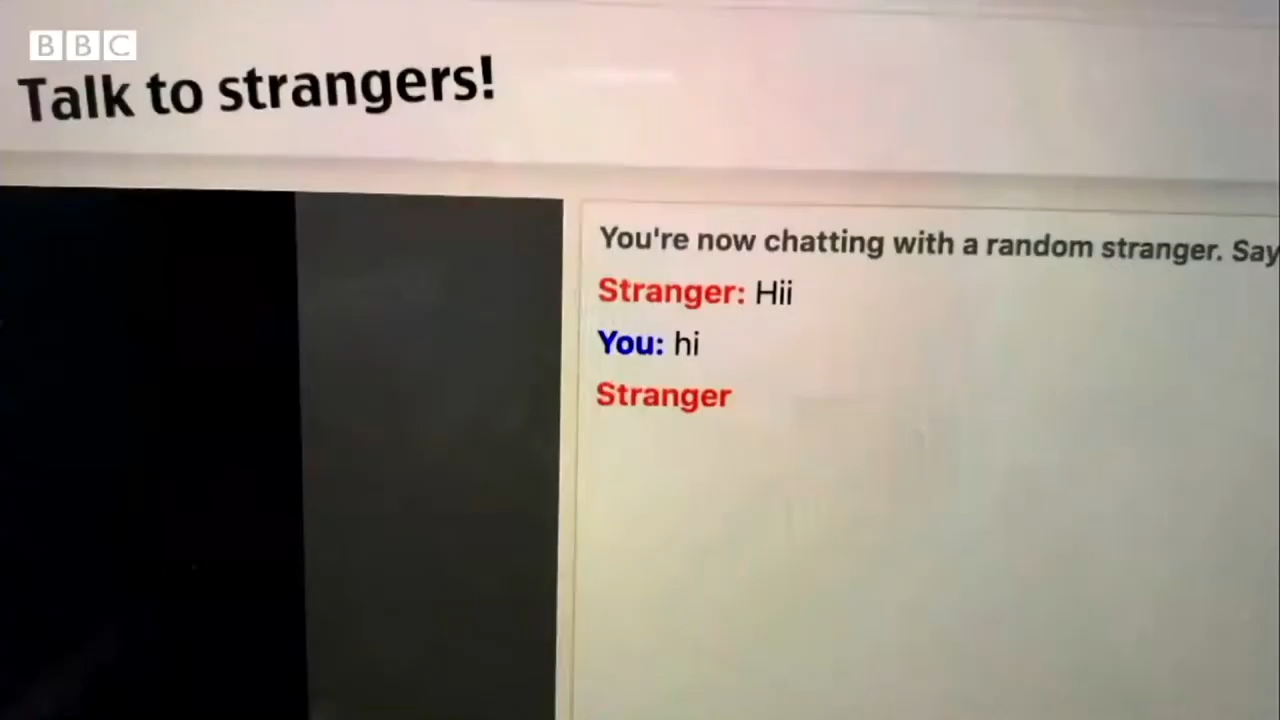 BBC
Talk to strangers!
You're now chatting with a random stranger. Say
Stranger: Hii
You: hi
Stranger